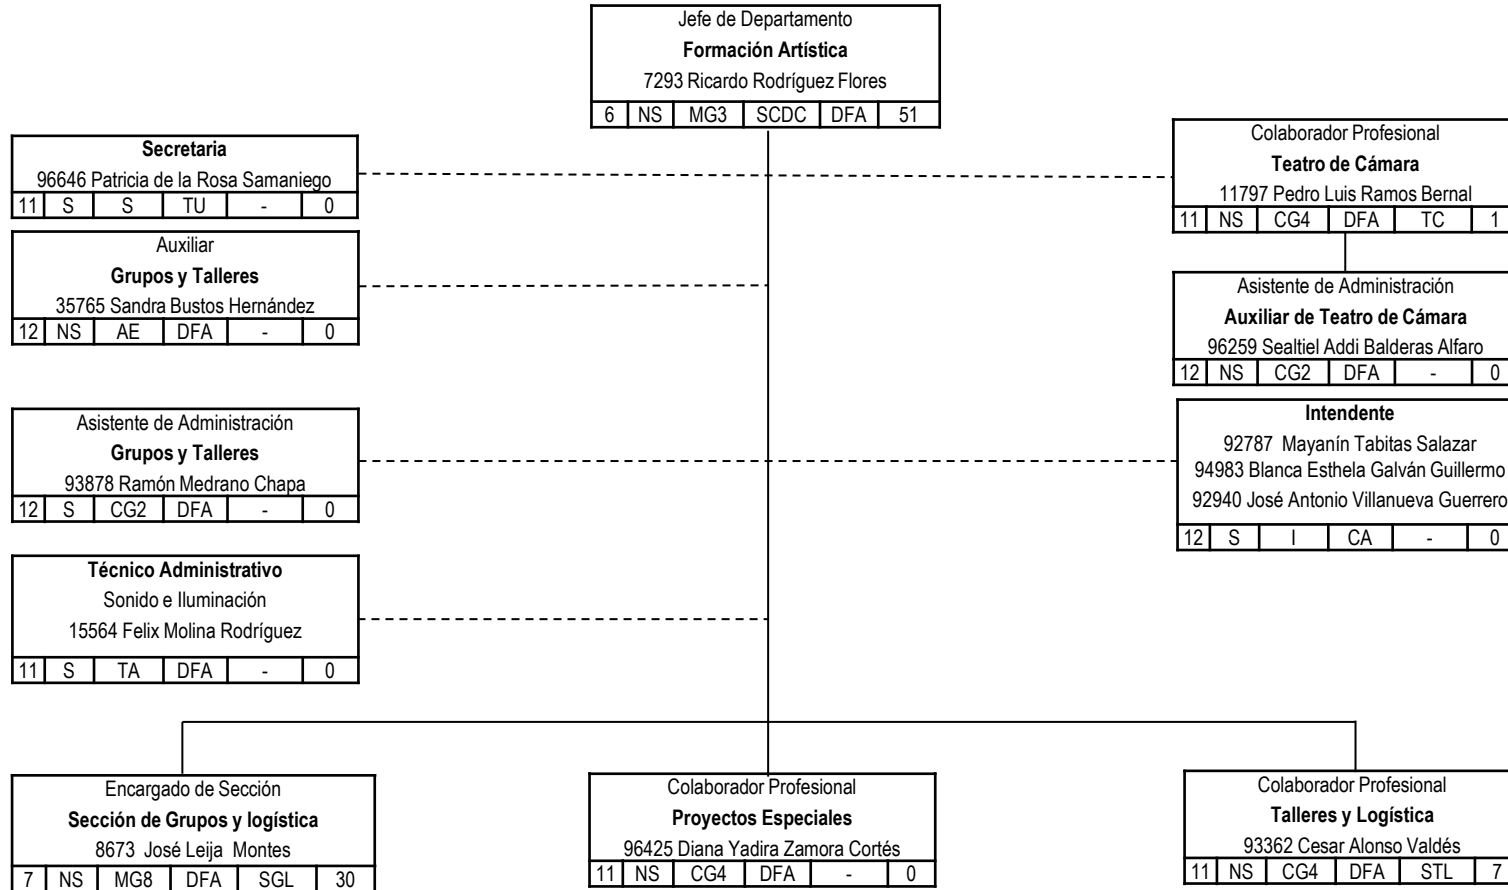 Jefe de Departamento
Formación Artística
7293 Ricardo Rodríguez Flores
6 NS MG3 SCDC DFA 51
Secretaria
96646 Patricia de la Rosa Samaniego
11 S S TU - 0
Auxiliar
Grupos y Talleres
35765 Sandra Bustos Hernández
12 NS AE DFA - 0
Asistente de Administración
Grupos y Talleres
93878 Ramón Medrano Chapa
12 S CG2 DFA - 0
Técnico Administrativo
Sonido e Iluminación
15564 Felix Molina Rodríguez
11 S TA DFA - 0
Colaborador Profesional
Teatro de Cámara
11797 Pedro Luis Ramos Bernal
11 NS CG4 DFA TC 1
Asistente de Administración
Auxiliar de Teatro de Cámara
96259 Sealtiel Addi Balderas Alfaro
12 NS CG2 DFA - 0
Intendente
92787 Mayanín Tabitas Salazar
94983 Blanca Esthela Galván Guillermo
92940 José Antonio Villanueva Guerrero
12 S I CA - 0
Encargado de Sección
Sección de Grupos y logística
8673 José Leija Montes
7 NS MG8 DFA SGL 30
Colaborador Profesional
Proyectos Especiales
96425 Diana Yadira Zamora Cortés
11 NS CG4 DFA - 0
Colaborador Profesional
Talleres y Logística
93362 Cesar Alonso Valdés
11 NS CG4 DFA STL 7